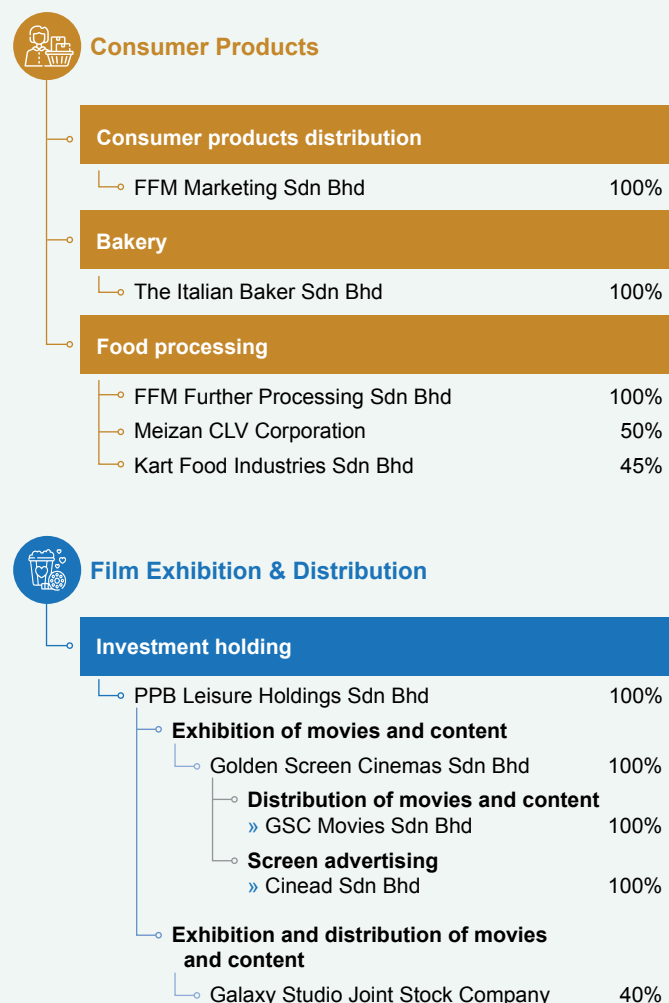 Consumer Products
Consumer products distribution
FFM Marketing Sdn Bhd 100%
Bakery
The Italian Baker Sdn Bhd 100%
Food processing
FFM Further Processing Sdn Bhd 100%
Meizan CLV Corporation 50%
Kart Food Industries Sdn Bhd 45%
Film Exhibition & Distribution
Investment holding
PPB Leisure Holdings Sdn Bhd 100%
Exhibition of movies and content
Golden Screen Cinemas Sdn Bhd 100%
Distribution of movies and content
» GSC Movies Sdn Bhd 100%
Screen advertising
» Cinead Sdn Bhd 100%
Exhibition and distribution of movies
and content
Galaxy Studio Joint Stock Company 40%